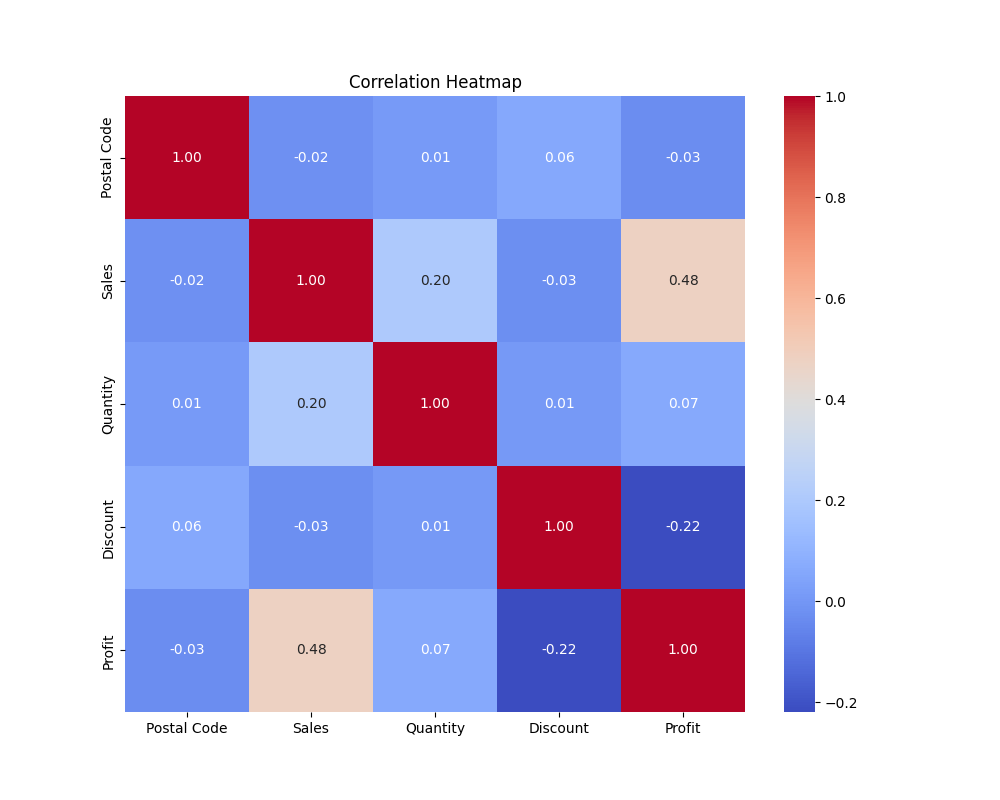 Correlation Heatmap
Postal Code
1.00 -0.02 0.01 0.06 -0.03
Sales
-0.02 1.00 0.20 -0.03 0.48
Quantity
0.01 0.20 1.00 0.01 0.07
Discount
0.06 -0.03 0.01 1.00 -0.22
Profit
-0.03 0.48 0.07 -0.22 1.00
Postal Code Sales Quantity Discount Profit
1.0
0.8
0.6
0.4
0.2
0.0
−0.2